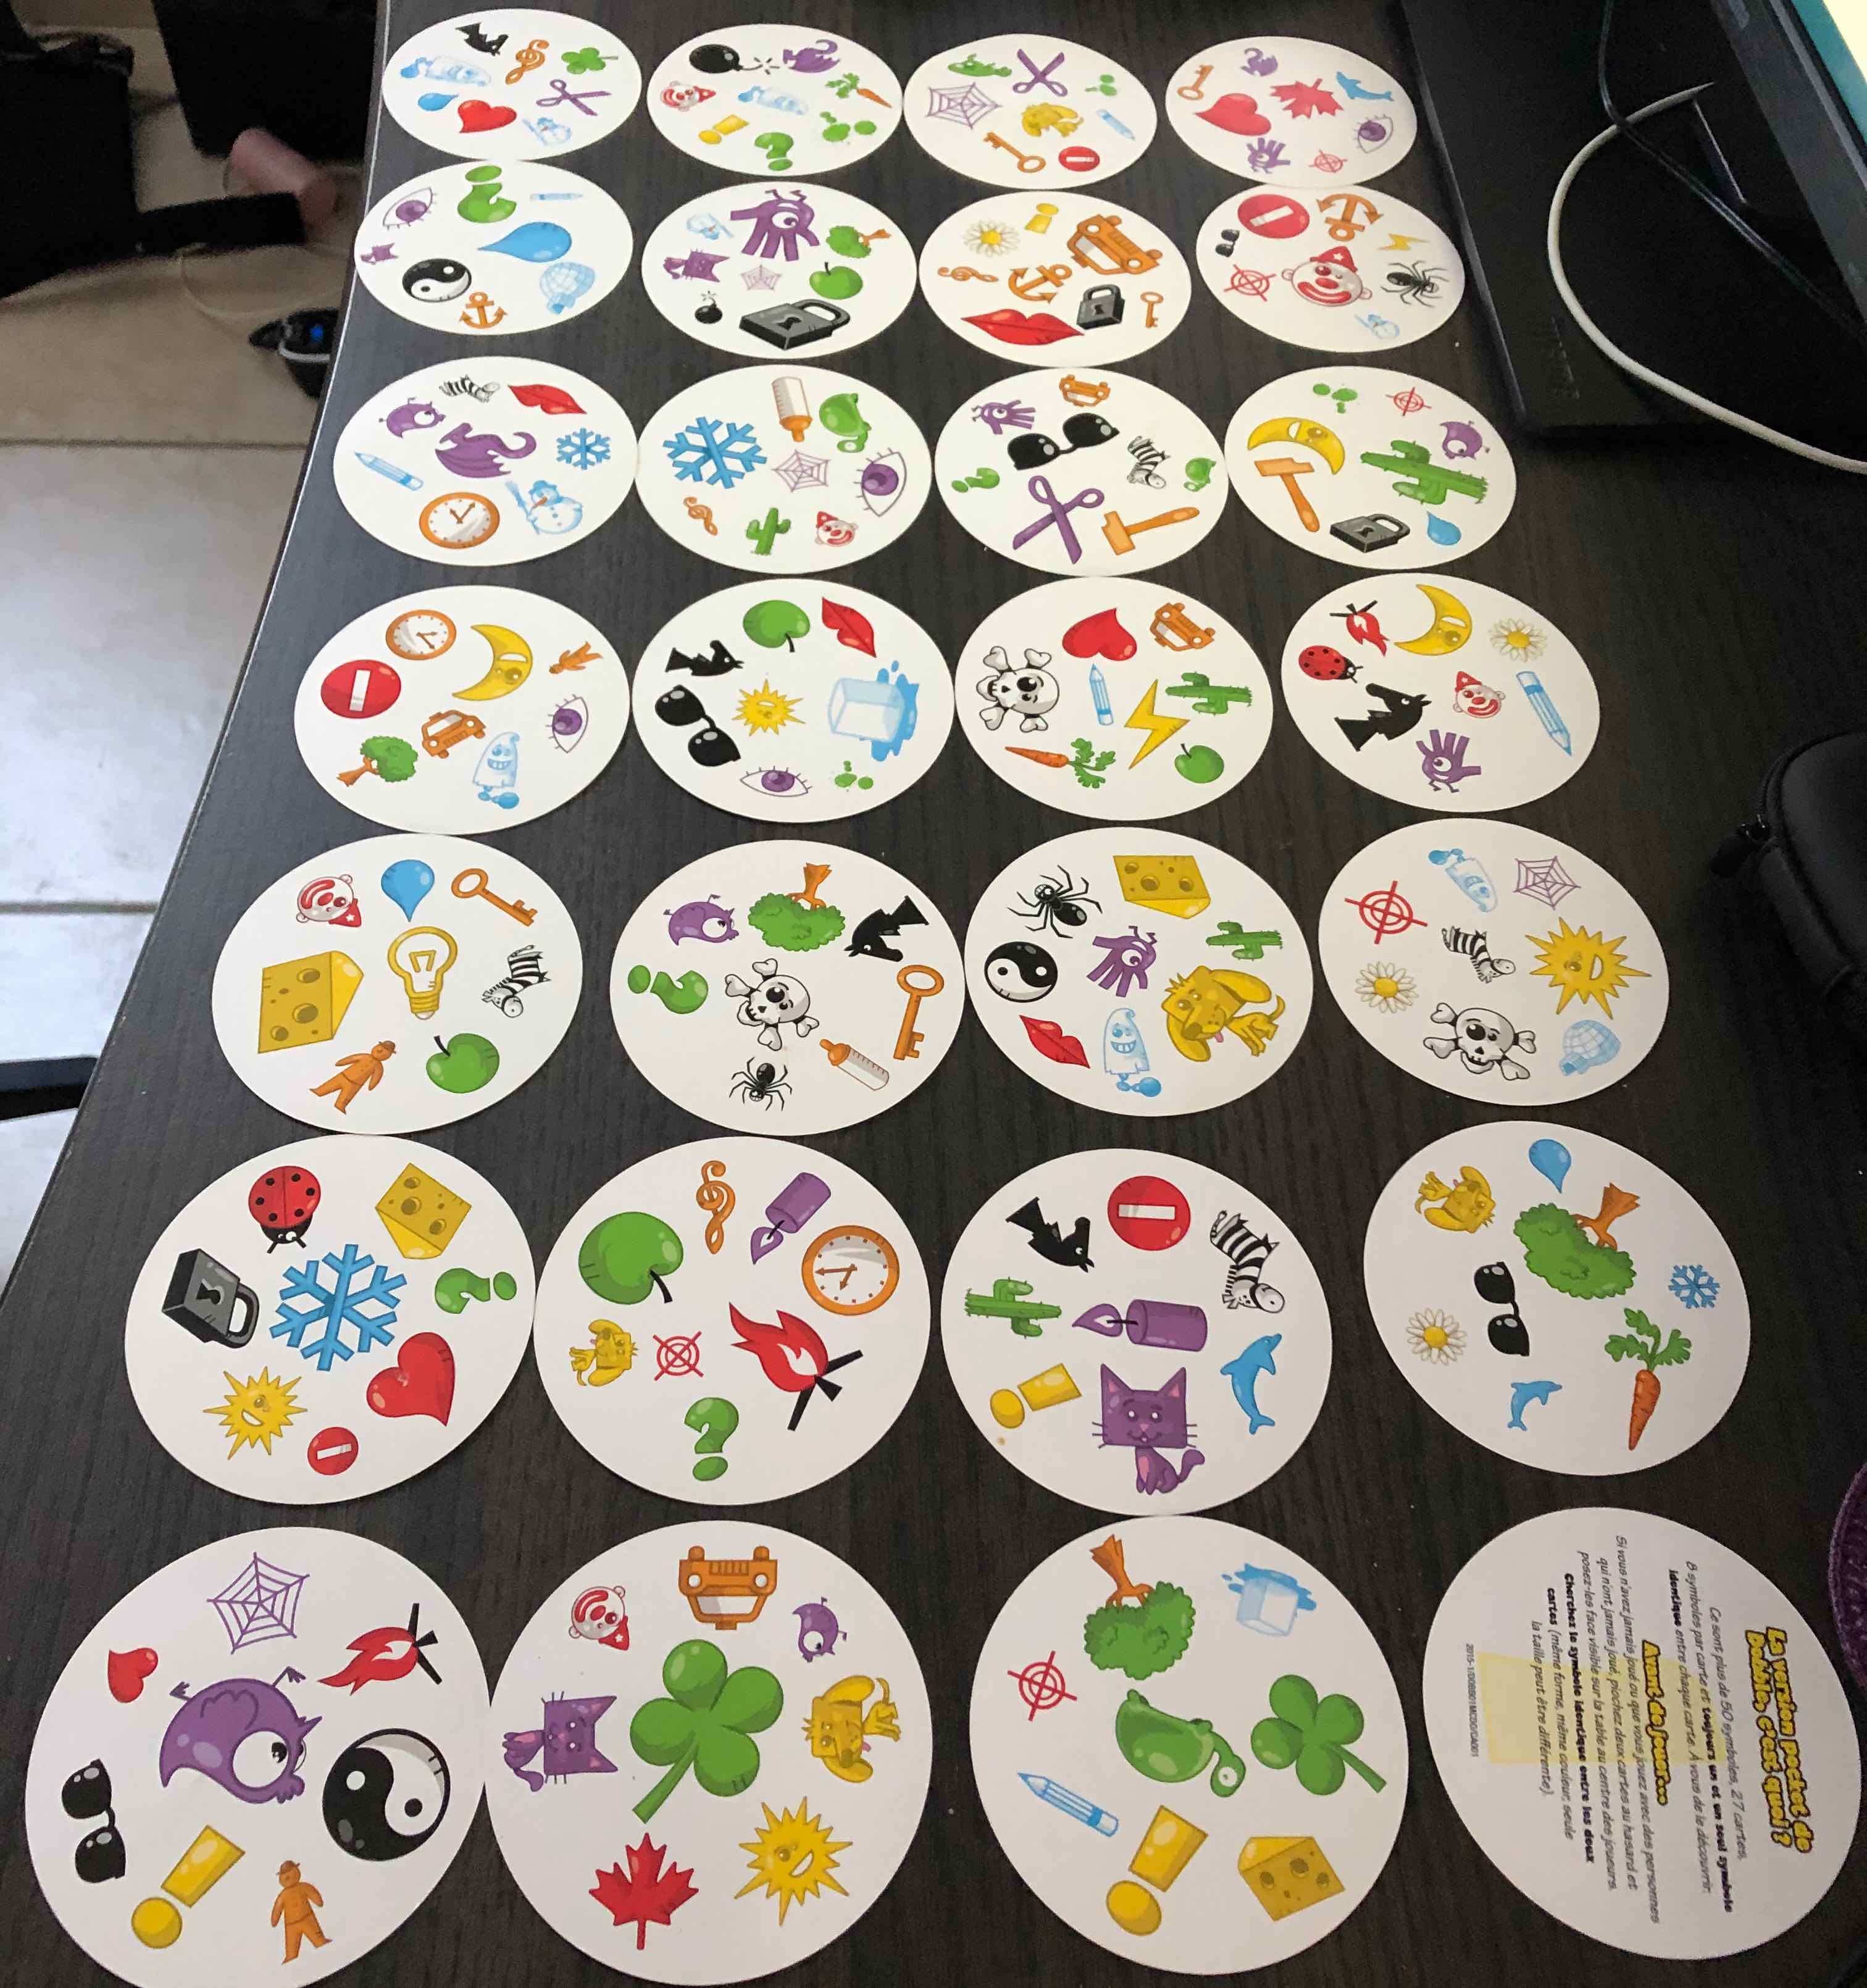 La version pocket de
Dobble, c'est quoi ?
Ce sont plus de 50 symboles, 27 cartes,
8 symboles par carte et toujours un et un seul symbole
identique entre chaque carte. À vous de le découvrir.
Avant de jouer...
Si vous n'avez jamais joué ou que vous jouez avec des personnes
qui n'ont jamais joué, piochez deux cartes au hasard et
posez-les face visible sur la table au centre des joueurs.
Cherchez le symbole identique entre les deux
cartes (même forme, même couleur, seule
la taille peut être différente).